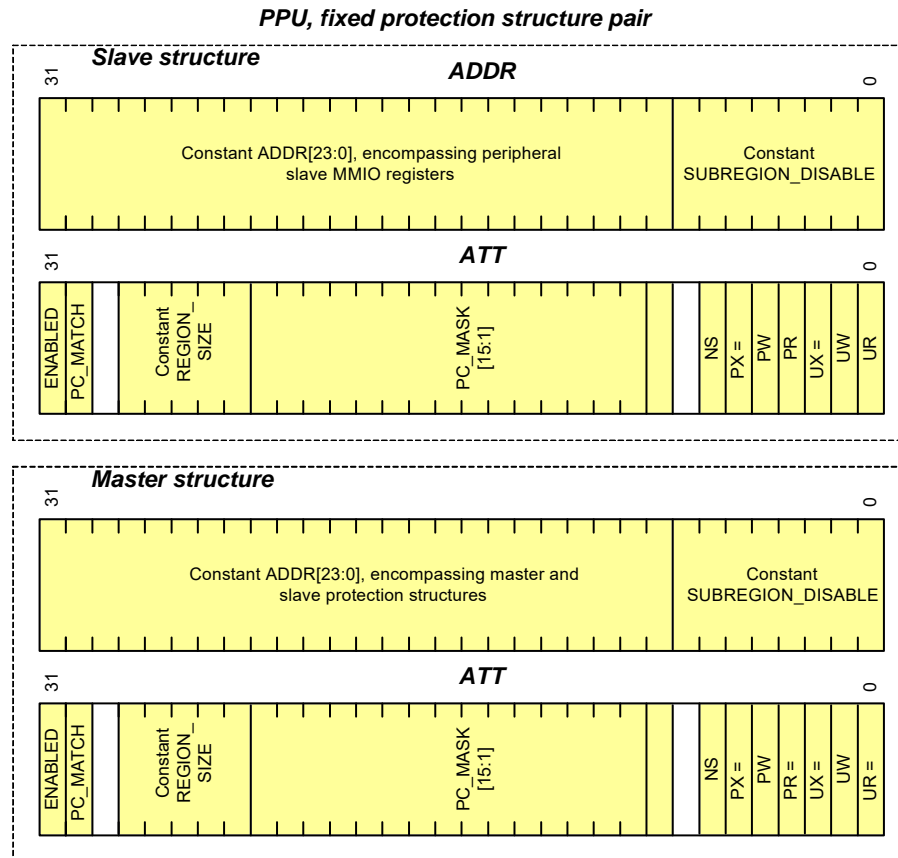 PPU, fixed protection structure pair
Slave structure
ADDR
31
0
Constant ADDR[23:0], encompassing peripheral
slave MMIO registers
Constant
SUBREGION_DISABLE
ATT
31
0
ENABLED
PC_MATCH
Constant
REGION_
SIZE
PC_MASK
[15:1]
NS
PX =
PW
PR
UX =
UW
UR
Master structure
31
0
Constant ADDR[23:0], encompassing master and
slave protection structures
Constant
SUBREGION_DISABLE
ATT
31
0
ENABLED
PC_MATCH
Constant
REGION_
SIZE
PC_MASK
[15:1]
NS
PX =
PW
PR =
UX =
UW
UR =